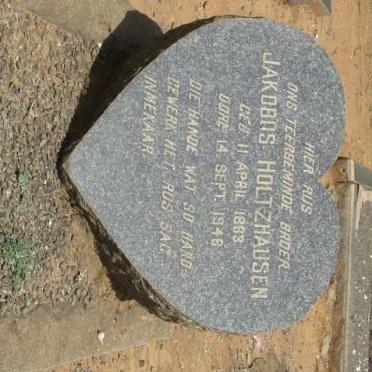 HIER RUS
ONS TEERBEMINDE BROER
JAKOBUS HOLTZHAUSEN
GEB. 11 APRIL 1883
OORL. 14 SEPT. 1948
DIE HANDE WAT SO HARD
GEWERK HET, RUS SAG
INMEKAAR.